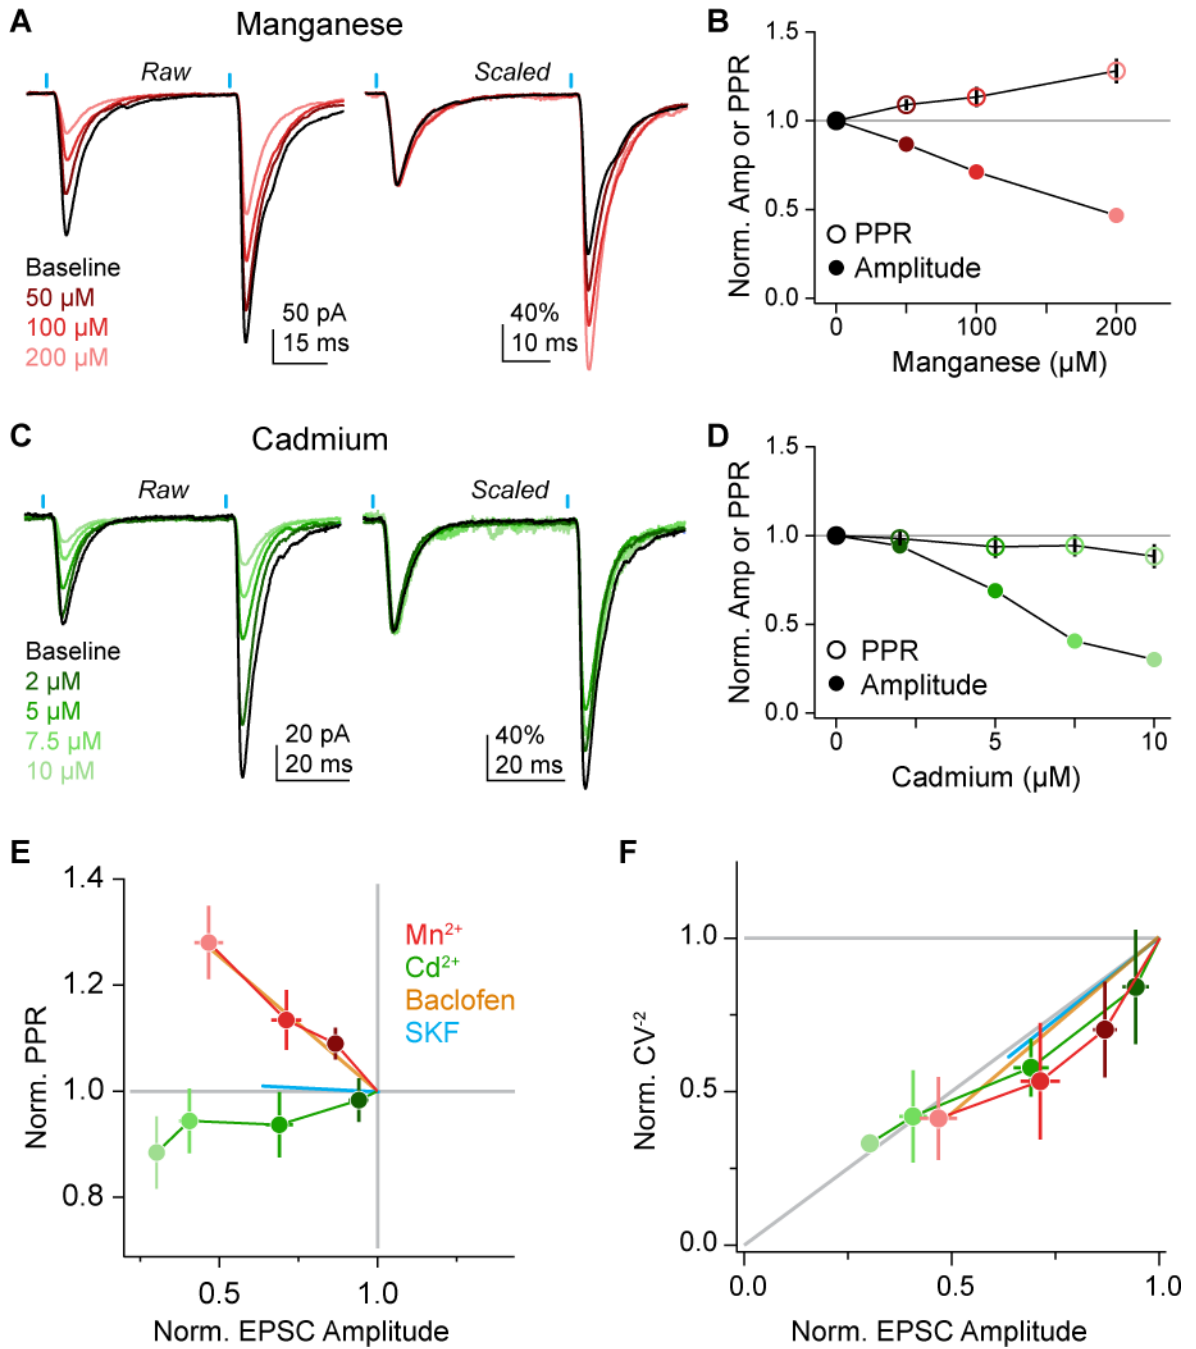 A
Manganese
Raw
Scaled
Baseline
50 µM
100 µM
200 µM
50 pA
15 ms
40%
10 ms
B
Norm. Amp or PPR
1.5
1.0
0.5
0.0
PPR
Amplitude
0
100
200
Manganese (µM)
C
Cadmium
Raw
Scaled
Baseline
2 µM
5 µM
7.5 µM
10 µM
20 pA
20 ms
40%
20 ms
D
Norm. Amp or PPR
1.5
1.0
0.5
0.0
PPR
Amplitude
0
5
10
Cadmium (µM)
E
Norm. PPR
1.4
1.2
1.0
0.8
Mn2+
Cd2+
Baclofen
SKF
0.5
1.0
Norm. EPSC Amplitude
F
Norm. CV-2
1.0
0.5
0.0
0.0
0.5
1.0
Norm. EPSC Amplitude